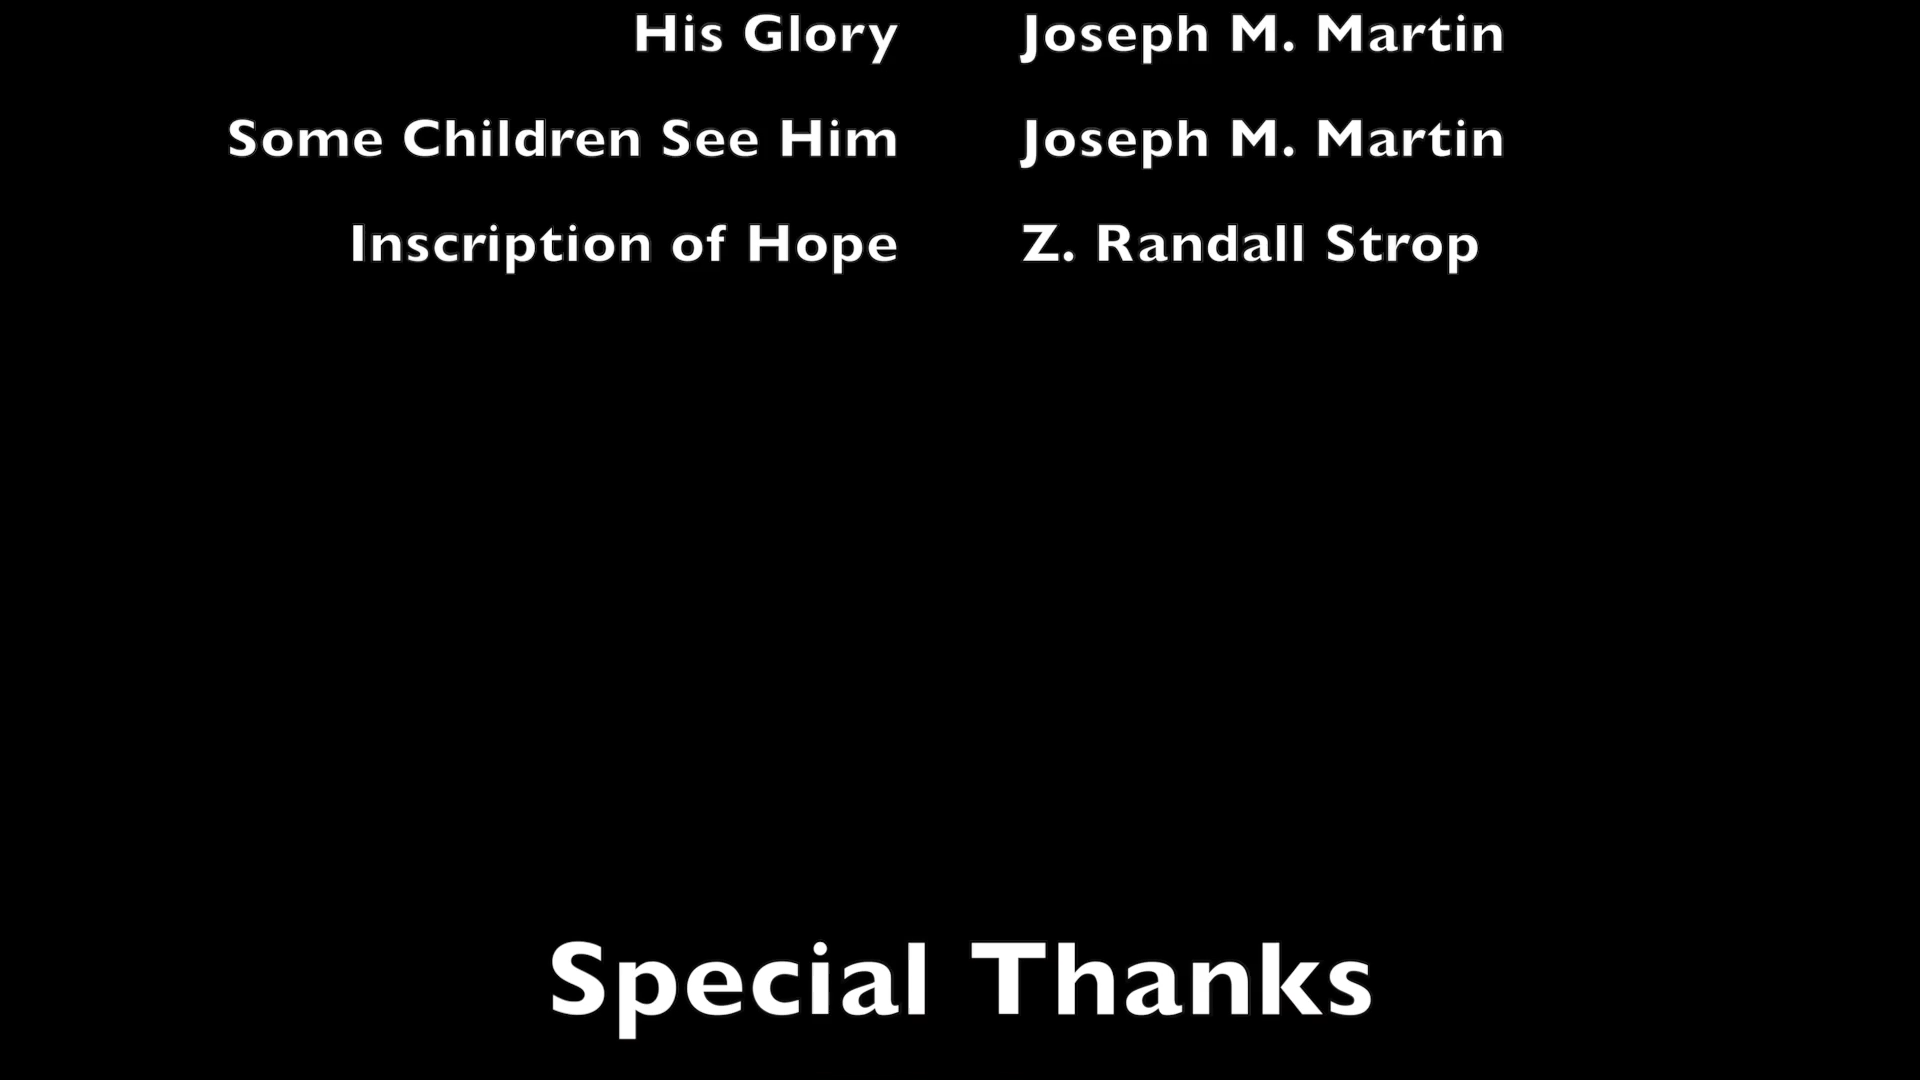 His Glory Joseph M. Martin
Some Children See Him Joseph M. Martin
Inscription of Hope Z. Randall Strop
Special Thanks